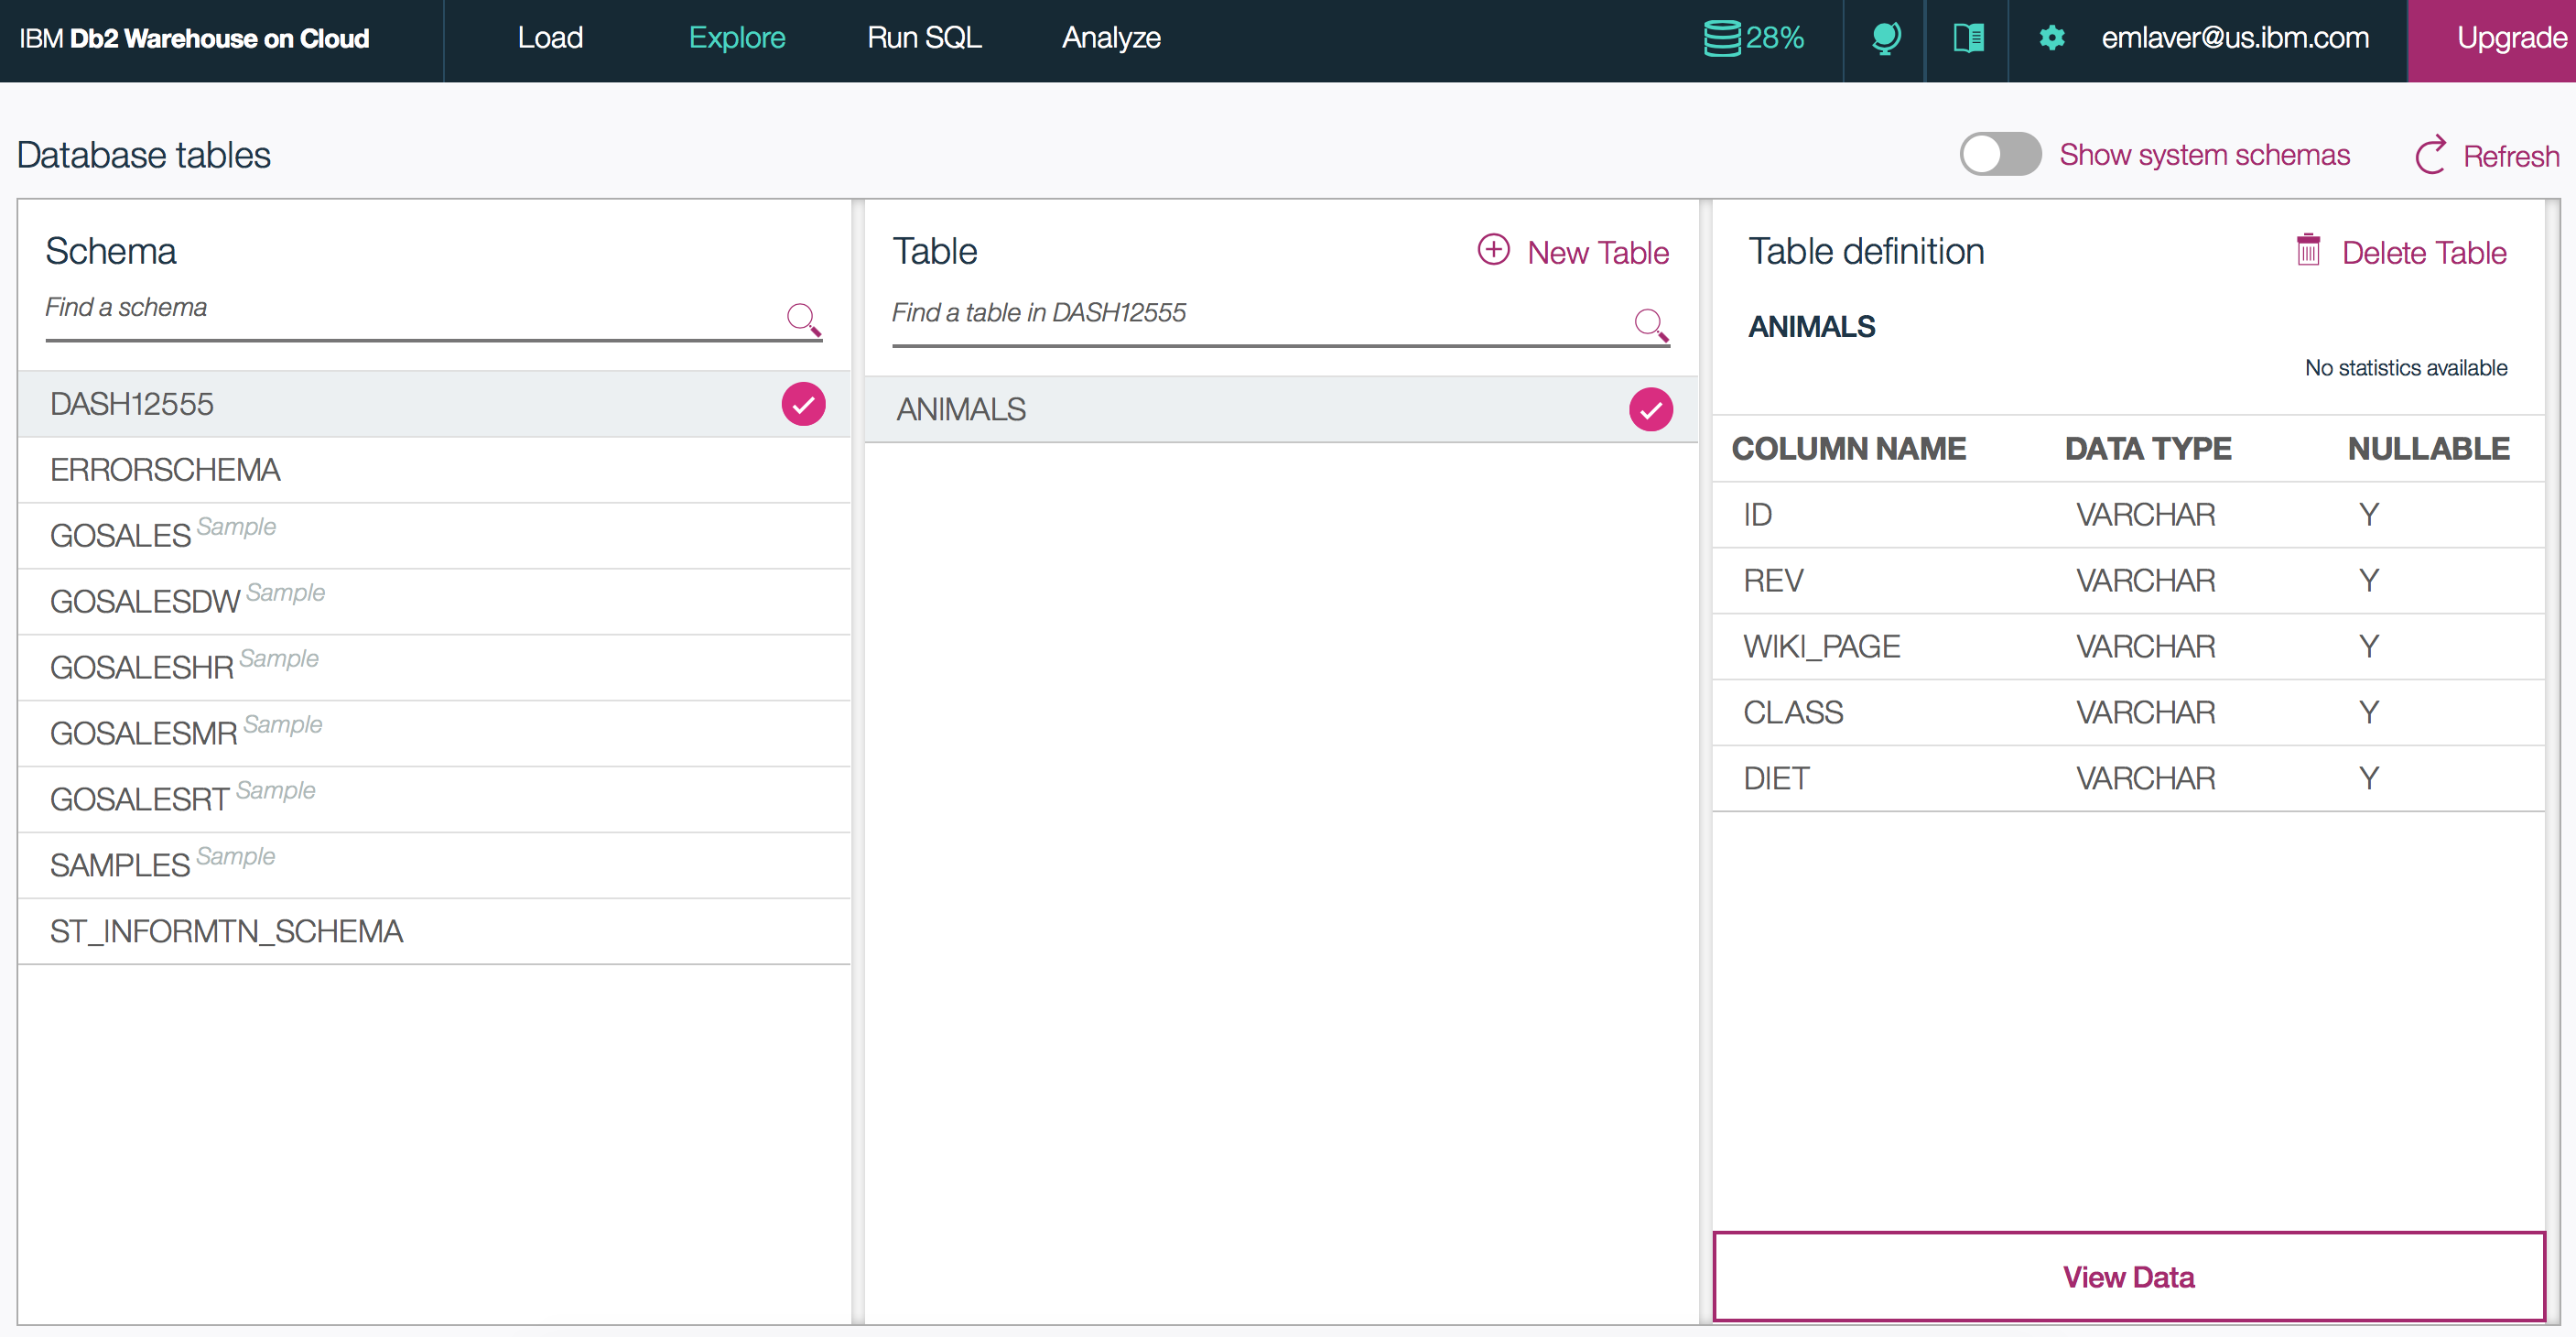 IBM Db2 Warehouse on Cloud Load Explore Run SQL Analyze 28% emlaver@us.ibm.com Upgrade
Database tables Show system schemas Refresh
Schema
Find a schema
DASH12555
ERRORSCHEMA
GOSALES Sample
GOSALESDW Sample
GOSALESHR Sample
GOSALESMR Sample
GOSALESRT Sample
SAMPLES Sample
ST_INFORMTN_SCHEMA
Table New Table
Find a table in DASH12555
ANIMALS
Table definition Delete Table
ANIMALS
No statistics available
COLUMN NAME DATA TYPE NULLABLE
ID VARCHAR Y
REV VARCHAR Y
WIKI_PAGE VARCHAR Y
CLASS VARCHAR Y
DIET VARCHAR Y
View Data